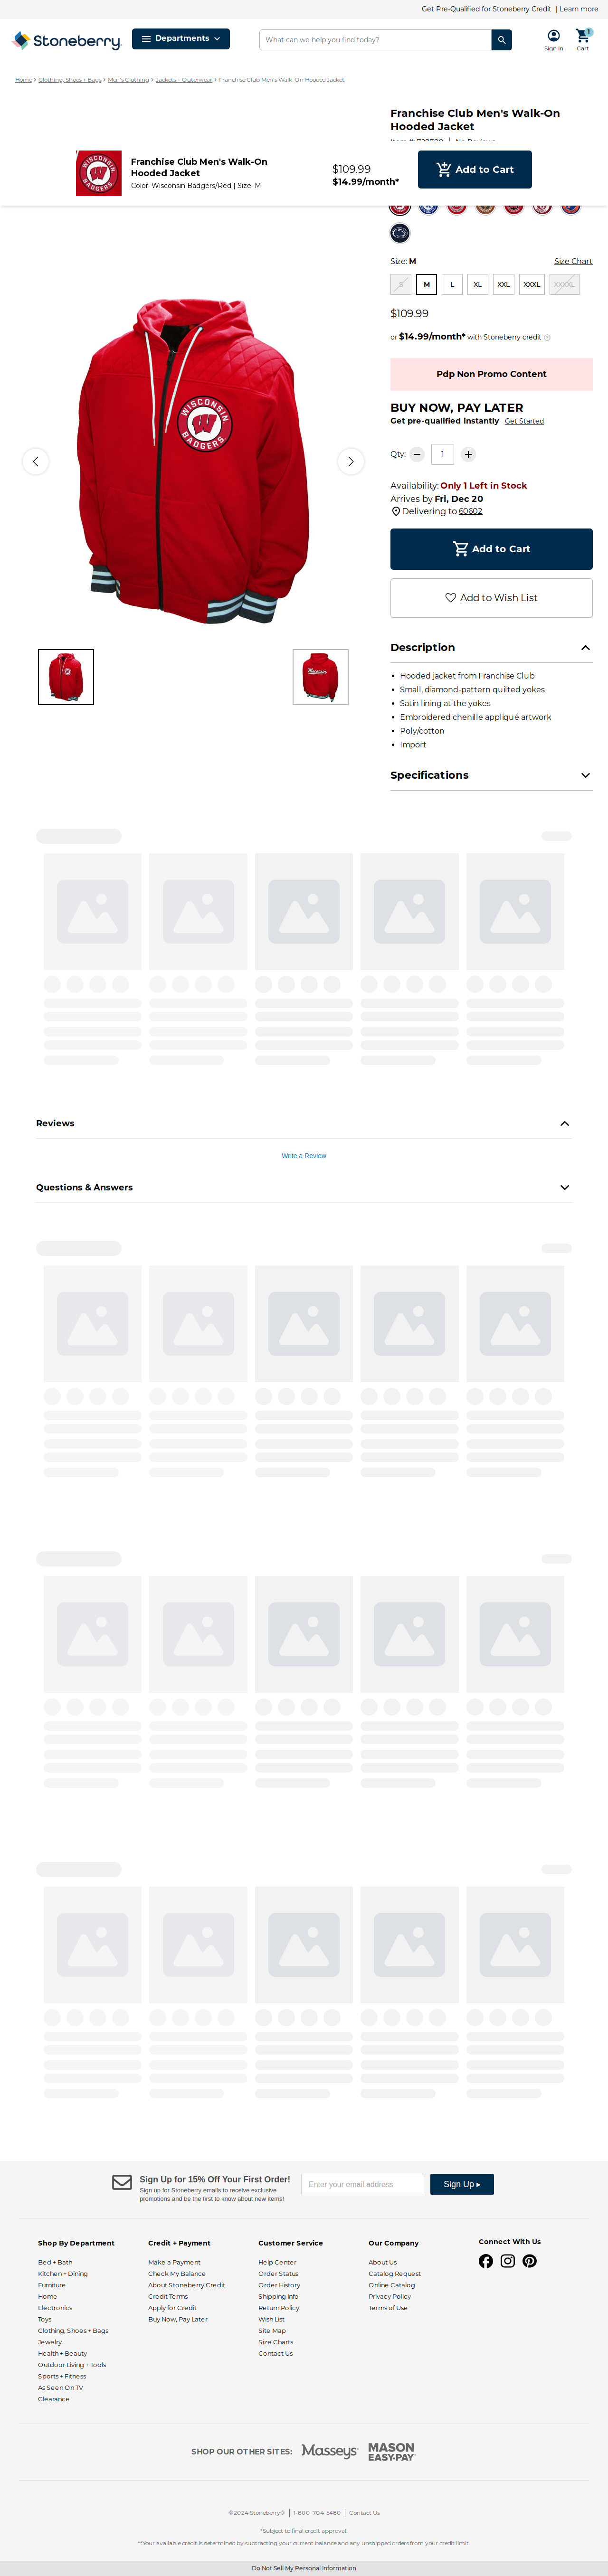 Get Pre-Qualified for Stoneberry Credit | Learn more
Stoneberry
Departments
What can we help you find today?
Sign In
1
Cart
Home > Clothing, Shoes + Bags > Men's Clothing > Jackets + Outerwear > Franchise Club Men's Walk-On Hooded Jacket
Franchise Club Men's Walk-On
Hooded Jacket
WISCONSIN
W
BADGERS
Franchise Club Men's Walk-On
Hooded Jacket
Color: Wisconsin Badgers/Red | Size: M
$109.99
$14.99/month*
Add to Cart
Size: M
Size Chart
S
M
L
XL
XXL
XXXL
XXXXL
$109.99
or $14.99/month* with Stoneberry credit
Pdp Non Promo Content
BUY NOW, PAY LATER
Get pre-qualified instantly Get Started
Qty:
1
Availability: Only 1 Left in Stock
Arrives by Fri, Dec 20
Delivering to 60602
Add to Cart
Add to Wish List
WISCONSIN
W
BADGERS
Wisconsin
Description
• Hooded jacket from Franchise Club
• Small, diamond-pattern quilted yokes
• Satin lining at the yokes
• Embroidered chenille appliqué artwork
• Poly/cotton
• Import
Specifications
Reviews
Write a Review
Questions & Answers
Sign Up for 15% Off Your First Order!
Sign up for Stoneberry emails to receive exclusive
promotions and be the first to know about new items!
Enter your email address
Sign Up ▸
Shop By Department
Bed + Bath
Kitchen + Dining
Furniture
Home
Electronics
Toys
Clothing, Shoes + Bags
Jewelry
Health + Beauty
Outdoor Living + Tools
Sports + Fitness
As Seen On TV
Clearance
Credit + Payment
Make a Payment
Check My Balance
About Stoneberry Credit
Credit Terms
Apply for Credit
Buy Now, Pay Later
Customer Service
Help Center
Order Status
Order History
Shipping Info
Return Policy
Wish List
Site Map
Size Charts
Contact Us
Our Company
About Us
Catalog Request
Online Catalog
Privacy Policy
Terms of Use
Connect With Us
SHOP OUR OTHER SITES:
Masseys
MASON
EASY-PAY
©2024 Stoneberry®
1-800-704-5480
Contact Us
*Subject to final credit approval.
**Your available credit is determined by subtracting your current balance and any unshipped orders from your credit limit.
Do Not Sell My Personal Information